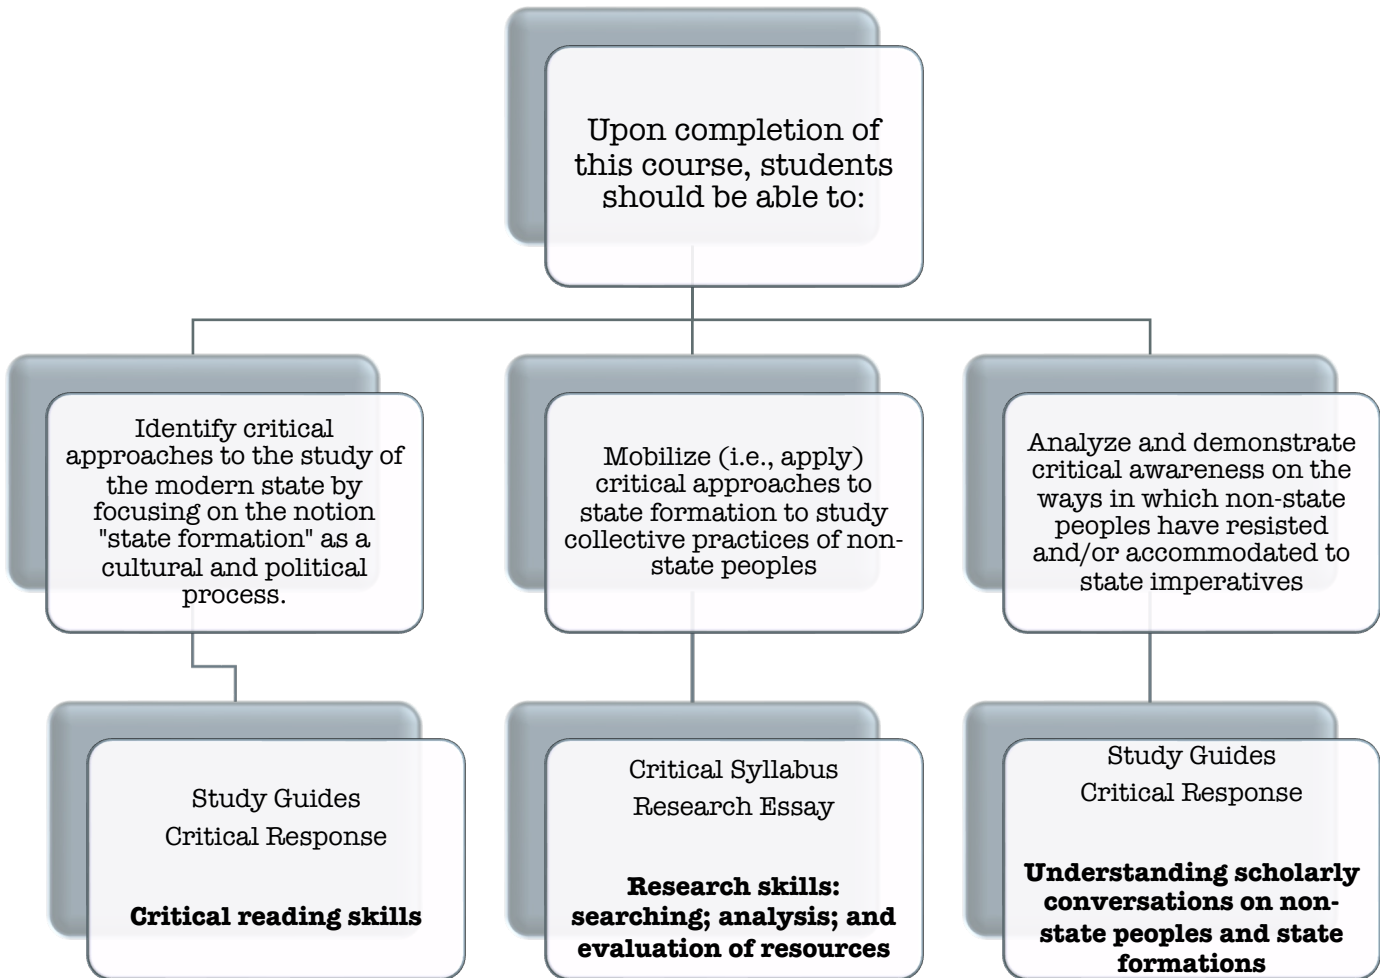 Upon completion of
this course, students
should be able to:
Identify critical
approaches to the study of
the modern state by
focusing on the notion
"state formation" as a
cultural and political
process.
Mobilize (i.e., apply)
critical approaches to
state formation to study
collective practices of non-
state peoples
Analyze and demonstrate
critical awareness on the
ways in which non-state
peoples have resisted
and/or accommodated to
state imperatives
Study Guides
Critical Response
Critical reading skills
Critical Syllabus
Research Essay
Research skills:
searching; analysis; and
evaluation of resources
Study Guides
Critical Response
Understanding scholarly
conversations on non-
state peoples and state
formations